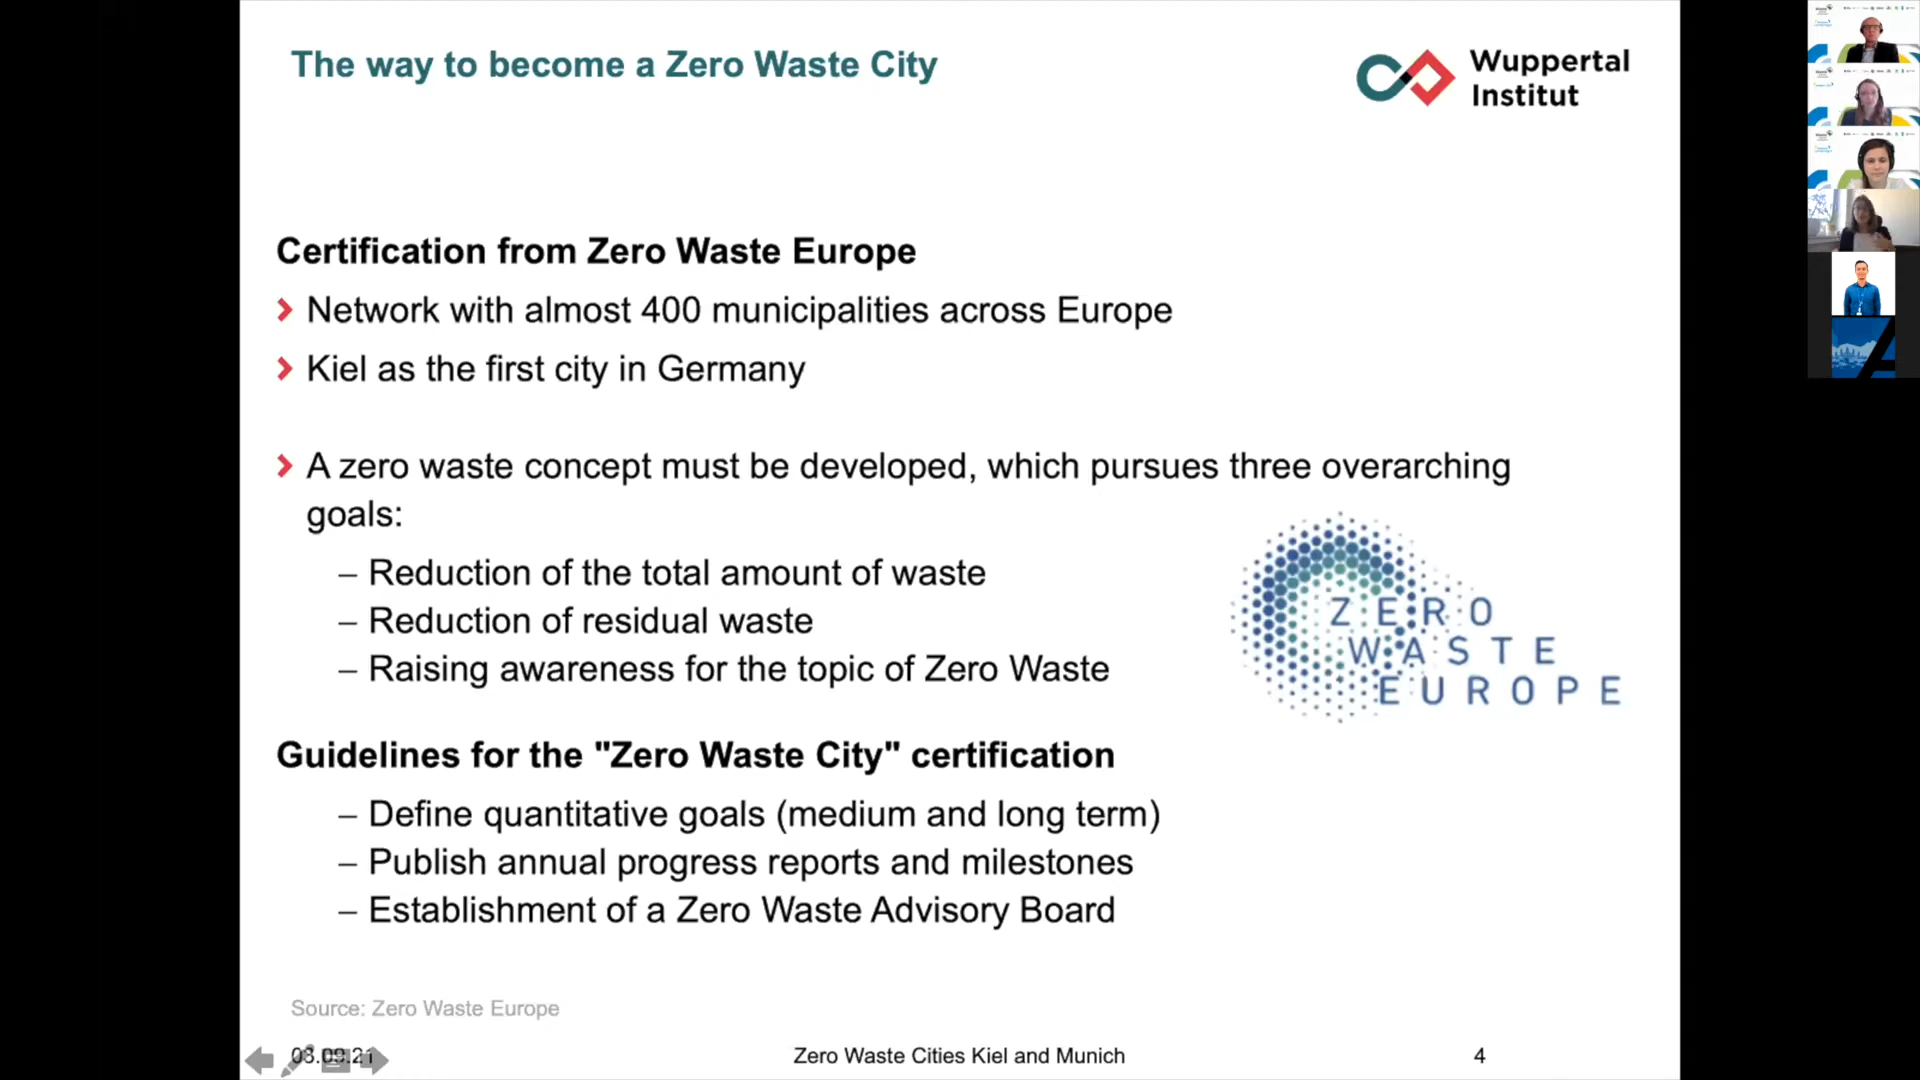 The way to become a Zero Waste City
Wuppertal
Institut
Certification from Zero Waste Europe
Network with almost 400 municipalities across Europe
Kiel as the first city in Germany
A zero waste concept must be developed, which pursues three overarching
goals:
– Reduction of the total amount of waste
– Reduction of residual waste
– Raising awareness for the topic of Zero Waste
ZERO
WASTE
EUROPE
Guidelines for the "Zero Waste City" certification
– Define quantitative goals (medium and long term)
– Publish annual progress reports and milestones
– Establishment of a Zero Waste Advisory Board
Source: Zero Waste Europe
03.09.21
Zero Waste Cities Kiel and Munich
4